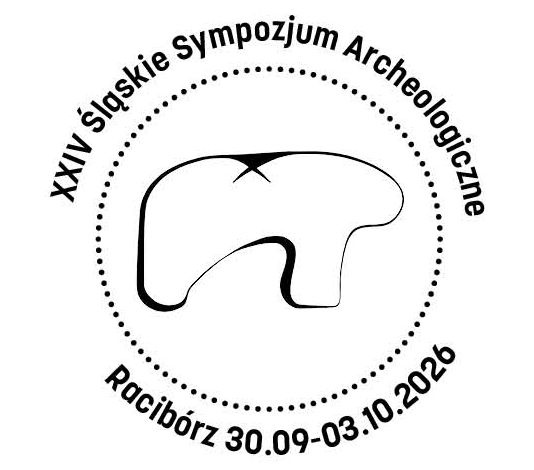 XXIV Śląskie Sympozjum Archeologiczne
Racibórz 30.09-03.10.2026